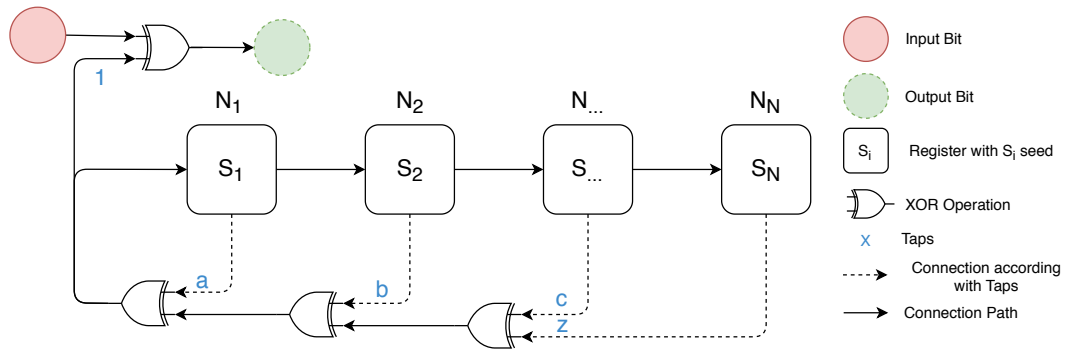 1
N1
N2
N...
NN
S1
S2
S...
SN
a
b
c
z
Input Bit
Output Bit
Si
Register with Si seed
XOR Operation
x
Taps
Connection according
with Taps
Connection Path